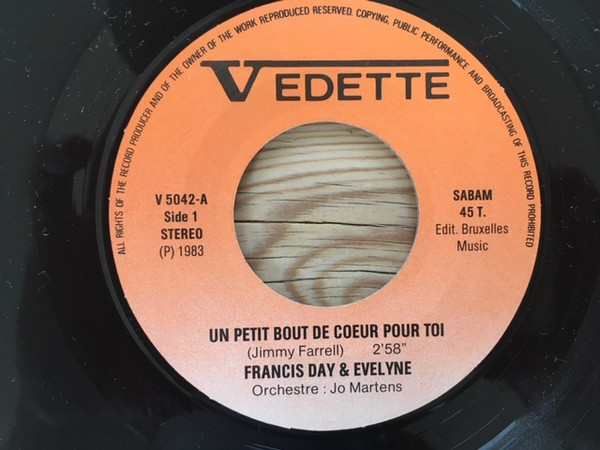 ALL RIGHTS OF THE RECORD PRODUCER AND OF THE OWNER OF THE WORK REPRODUCED RESERVED. COPYING, PUBLIC PERFORMANCE AND BROADCASTING OF THIS RECORD PROHIBITED
VEDETTE
V 5042-A
Side 1
STEREO
(P) 1983
SABAM
45 T.
Edit. Bruxelles
Music
UN PETIT BOUT DE COEUR POUR TOI
(Jimmy Farrell) 2'58"
FRANCIS DAY & EVELYNE
Orchestre : Jo Martens